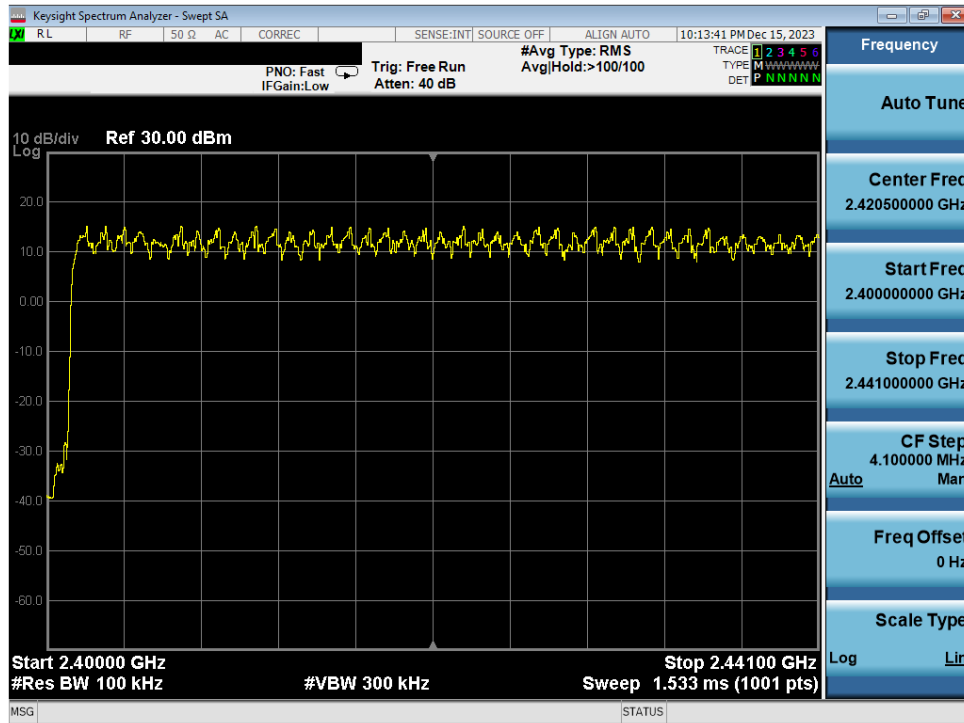 Keysight Spectrum Analyzer - Swept SA
LXI RL RF 50 Ω AC CORREC SENSE:INT SOURCE OFF ALIGN AUTO 10:13:41 PM Dec 15, 2023
PNO: Fast
IFGain:Low
Trig: Free Run
Atten: 40 dB
#Avg Type: RMS
Avg|Hold:>100/100
TRACE 1 2 3 4 5 6
TYPE M WWWWW
DET P N N N N N
10 dB/div
Log
Ref 30.00 dBm
20.0
10.0
0.00
-10.0
-20.0
-30.0
-40.0
-50.0
-60.0
Start 2.40000 GHz
Stop 2.44100 GHz
#Res BW 100 kHz
#VBW 300 kHz
Sweep 1.533 ms (1001 pts)
MSG
STATUS
Frequency
Auto Tune
Center Freq
2.420500000 GHz
Start Freq
2.400000000 GHz
Stop Freq
2.441000000 GHz
CF Step
4.100000 MHz
Auto Man
Freq Offset
0 Hz
Scale Type
Log Lin